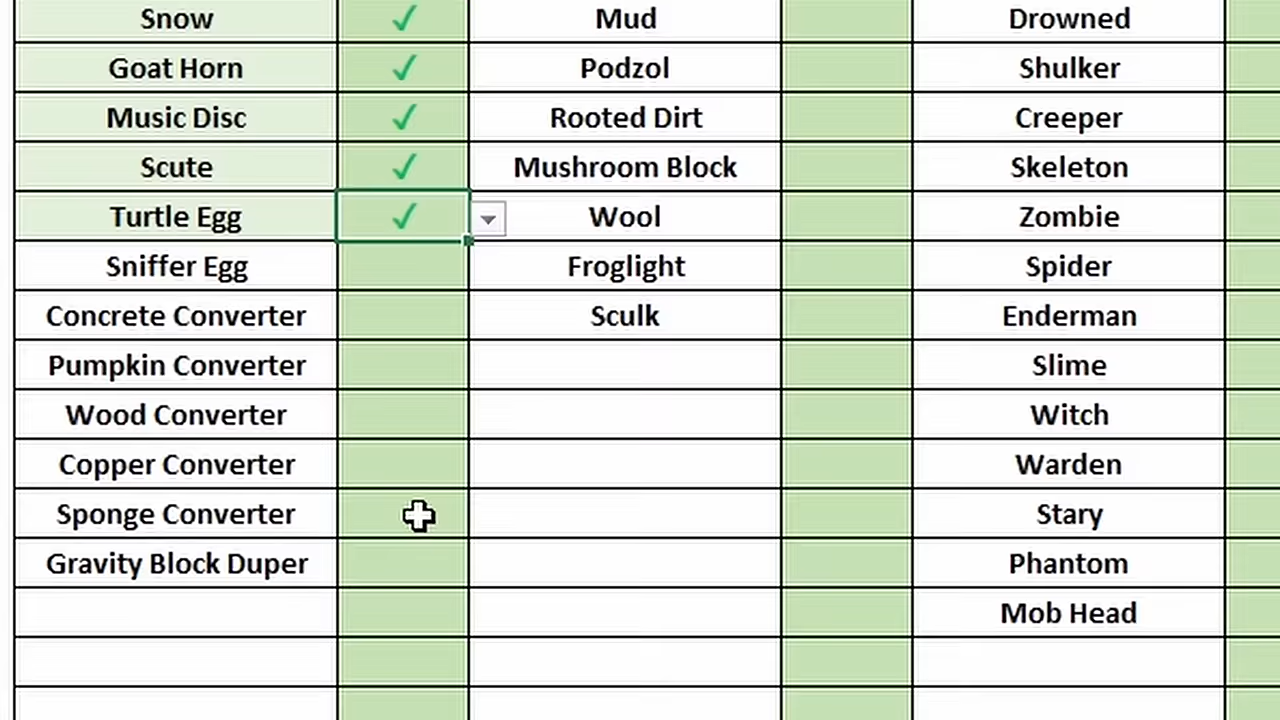 Snow ✓ Mud Drowned
Goat Horn ✓ Podzol Shulker
Music Disc ✓ Rooted Dirt Creeper
Scute ✓ Mushroom Block Skeleton
Turtle Egg ✓ Wool Zombie
Sniffer Egg Froglight Spider
Concrete Converter Sculk Enderman
Pumpkin Converter Slime
Wood Converter Witch
Copper Converter Warden
Sponge Converter Stary
Gravity Block Duper Phantom
Mob Head